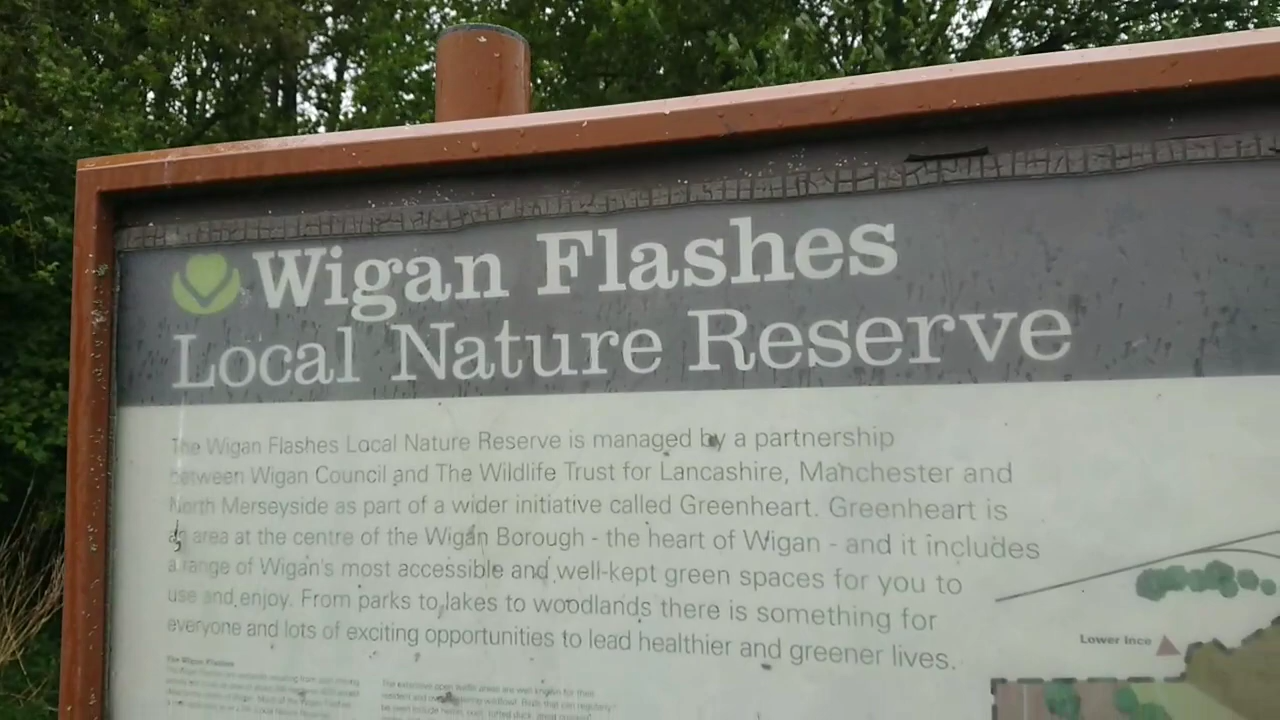 Wigan Flashes
Local Nature Reserve
The Wigan Flashes Local Nature Reserve is managed by a partnership
between Wigan Council and The Wildlife Trust for Lancashire, Manchester and
North Merseyside as part of a wider initiative called Greenheart. Greenheart is
an area at the centre of the Wigan Borough - the heart of Wigan - and it includes
a range of Wigan's most accessible and well-kept green spaces for you to
use and enjoy. From parks to lakes to woodlands there is something for
everyone and lots of exciting opportunities to lead healthier and greener lives.
Lower Ince
The Wigan Flashes